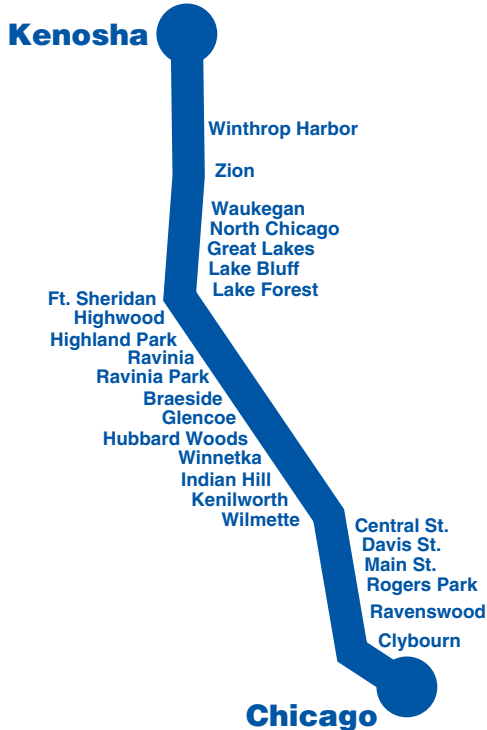 Kenosha
Winthrop Harbor
Zion
Waukegan
North Chicago
Great Lakes
Lake Bluff
Lake Forest
Ft. Sheridan
Highwood
Highland Park
Ravinia
Ravinia Park
Braeside
Glencoe
Hubbard Woods
Winnetka
Indian Hill
Kenilworth
Wilmette
Central St.
Davis St.
Main St.
Rogers Park
Ravenswood
Clybourn
Chicago